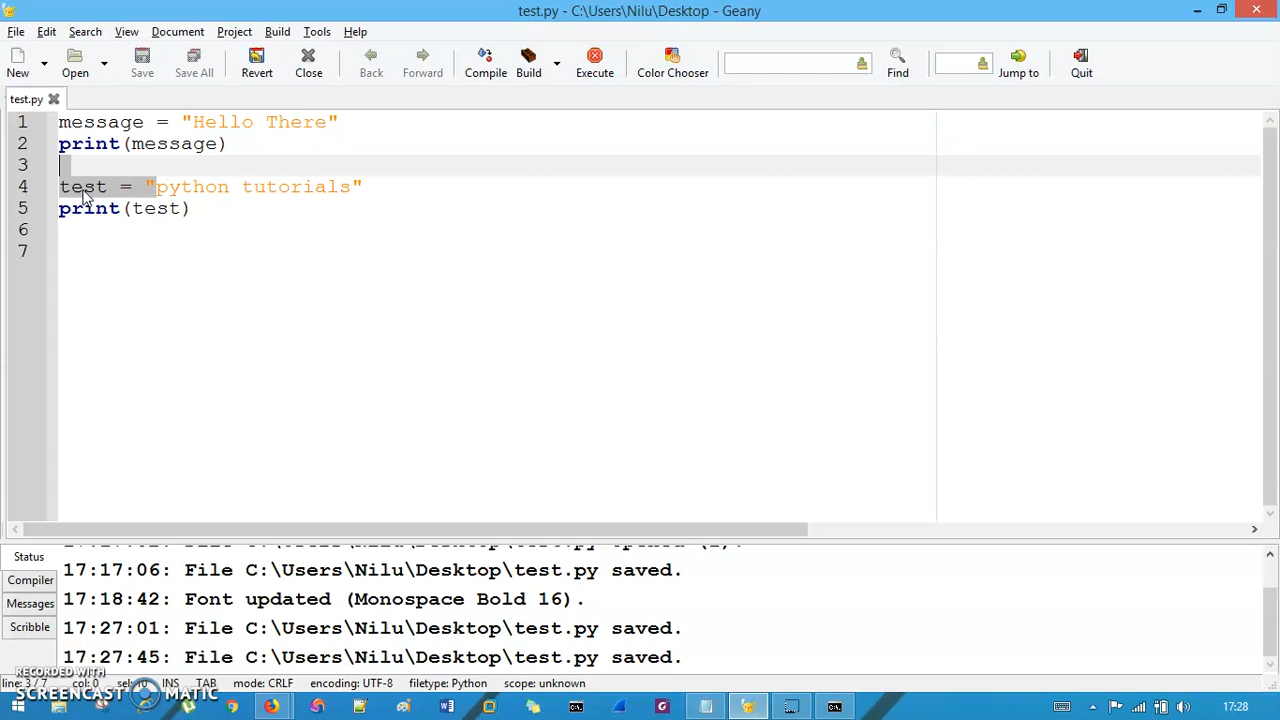 test.py - C:\Users\Nilu\Desktop - Geany
File Edit Search View Document Project Build Tools Help
New Open Save Save All Revert Close Back Forward Compile Build Execute Color Chooser Find Jump to Quit
test.py
1 message = "Hello There"
2 print(message)
3
4 test = "python tutorials"
5 print(test)
6
7
Status
Compiler
Messages
Scribble
17:17:06: File C:\Users\Nilu\Desktop\test.py saved.
17:18:42: Font updated (Monospace Bold 16).
17:27:01: File C:\Users\Nilu\Desktop\test.py saved.
17:27:45: File C:\Users\Nilu\Desktop\test.py saved.
RECORDED WITH
SCREENCAST MATIC
line: 3 / 7 col: 0 INS TAB mode: CRLF encoding: UTF-8 filetype: Python scope: unknown
17:28